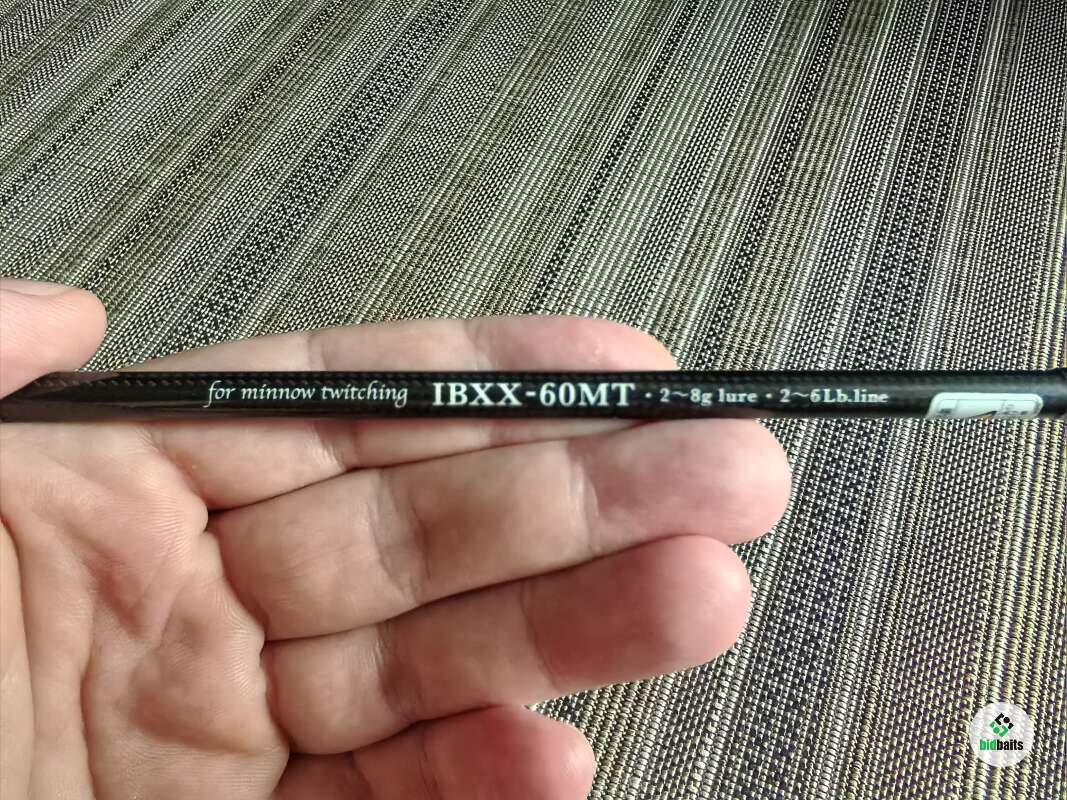 for minnow twitching IBXX-60MT · 2~8g lure · 2~6Lb.line
bidbaits